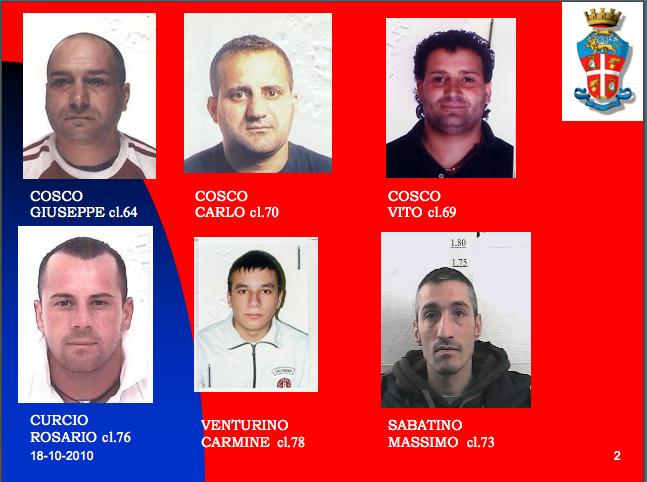 COSCO
GIUSEPPE cl.64
COSCO
CARLO cl.70
COSCO
VITO cl.69
1.80
1.75
CURCIO
ROSARIO cl.76
VENTURINO
CARMINE cl.78
SABATINO
MASSIMO cl.73
18-10-2010
2